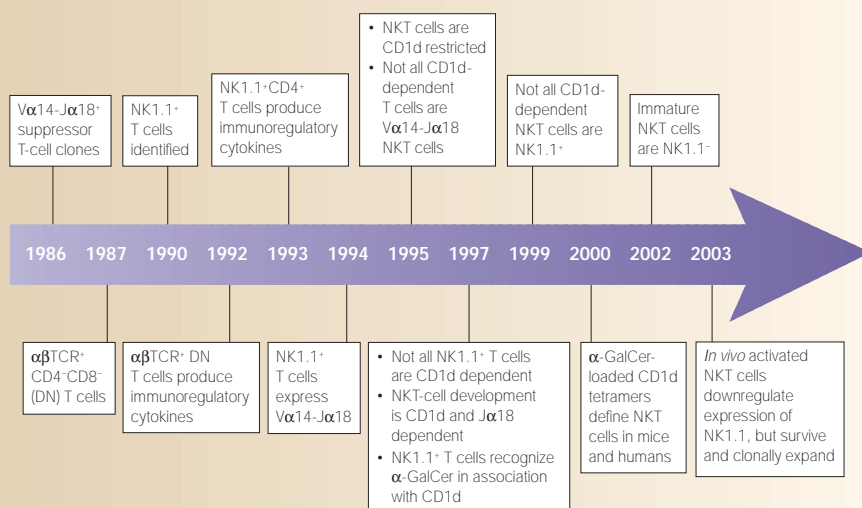 Vα14-Jα18⁺
suppressor
T-cell clones
NK1.1⁺
T cells
identified
NK1.1⁺CD4⁺
T cells produce
immunoregulatory
cytokines
• NKT cells are
CD1d restricted
• Not all CD1d-
dependent
T cells are
Vα14-Jα18
NKT cells
Not all CD1d-
dependent
NKT cells are
NK1.1⁺
Immature
NKT cells
are NK1.1⁻
1986 1987 1990 1992 1993 1994 1995 1997 1999 2000 2002 2003
αβTCR⁺
CD4⁻CD8⁻
(DN) T cells
αβTCR⁺ DN
T cells produce
immunoregulatory
cytokines
NK1.1⁺
T cells
express
Vα14-Jα18
• Not all NK1.1⁺ T cells
are CD1d dependent
• NKT-cell development
is CD1d and Jα18
dependent
• NK1.1⁺ T cells recognize
α-GalCer in association
with CD1d
α-GalCer-
loaded CD1d
tetramers
define NKT
cells in mice
and humans
In vivo activated
NKT cells
downregulate
expression of
NK1.1, but survive
and clonally expand